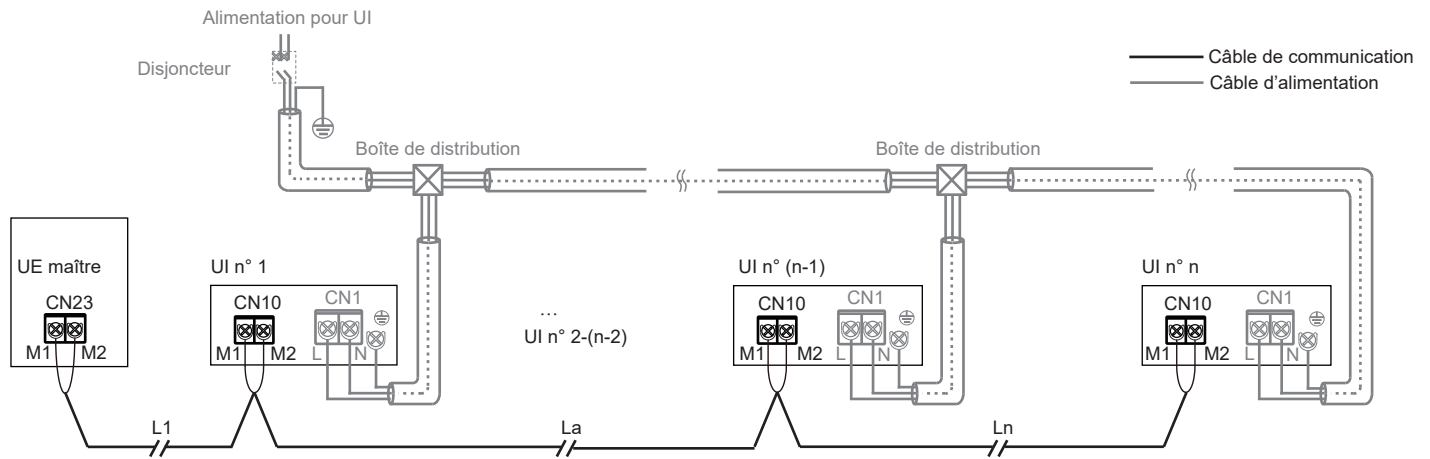 Alimentation pour UI
Disjoncteur
Câble de communication
Câble d'alimentation
Boîte de distribution
Boîte de distribution
UE maître
CN23
M1 M2
UI n° 1
CN10
CN1
M1 M2
L N
...
UI n° 2-(n-2)
UI n° (n-1)
CN10
CN1
M1 M2
L N
UI n° n
CN10
CN1
M1 M2
L N
L1
La
Ln